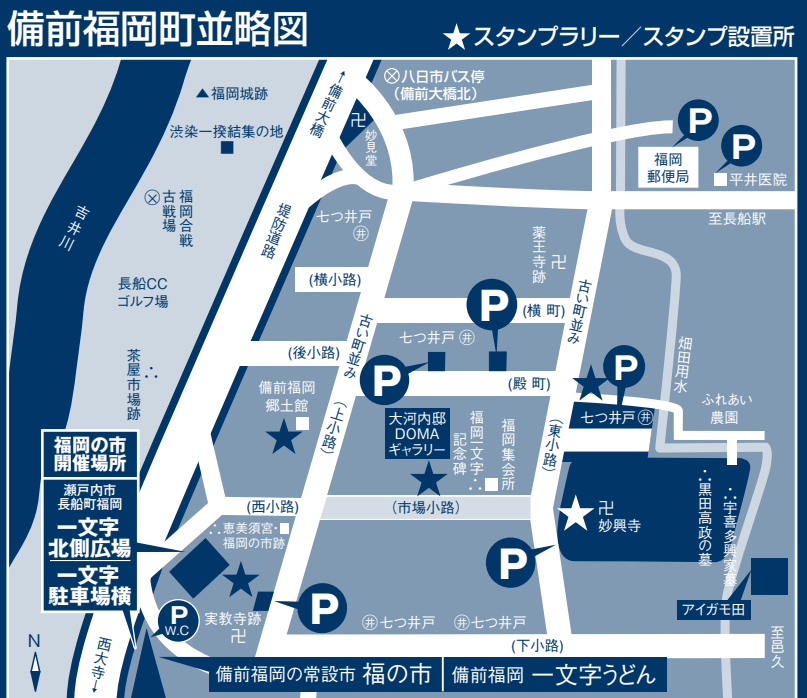 備前福岡町並略図
★スタンプラリー／スタンプ設置所
⊗八日市バス停
（備前大橋北）
↑備前大橋
卍
妙見堂
▲福岡城跡
渋染一揆結集の地
⊗福岡合戦
古戦場
吉井川
堤防道路
七つ井戸
㊉
長船CC
ゴルフ場
茶屋市場跡
∴
P
P
福岡
郵便局
平井医院
至長船駅
薬王寺跡
卍
(横小路)
P
(横 町)
古い町並み
古い町並み
七つ井戸㊉
(後小路)
P
(殿 町)
P
畑田用水
ふれあい
農園
七つ井戸㊉
備前福岡
郷土館
(上小路)
大河内邸
DOMA
ギャラリー
福岡一文字
記念碑
∴
福岡集会所
(東小路)
福岡の市
開催場所
瀬戸内市
長船町福岡
一文字
北側広場
一文字
駐車場横
(西小路)
(市場小路)
∴恵美須宮・
福岡の市跡
卍
妙興寺
∴黒田高政の墓
∴宇喜多興家墓
P
アイガモ田
P
W.C
実教寺跡
卍
P
㊉七つ井戸
㊉七つ井戸
(下小路)
至邑久
N
西大寺↓
備前福岡の常設市 福の市
備前福岡 一文字うどん